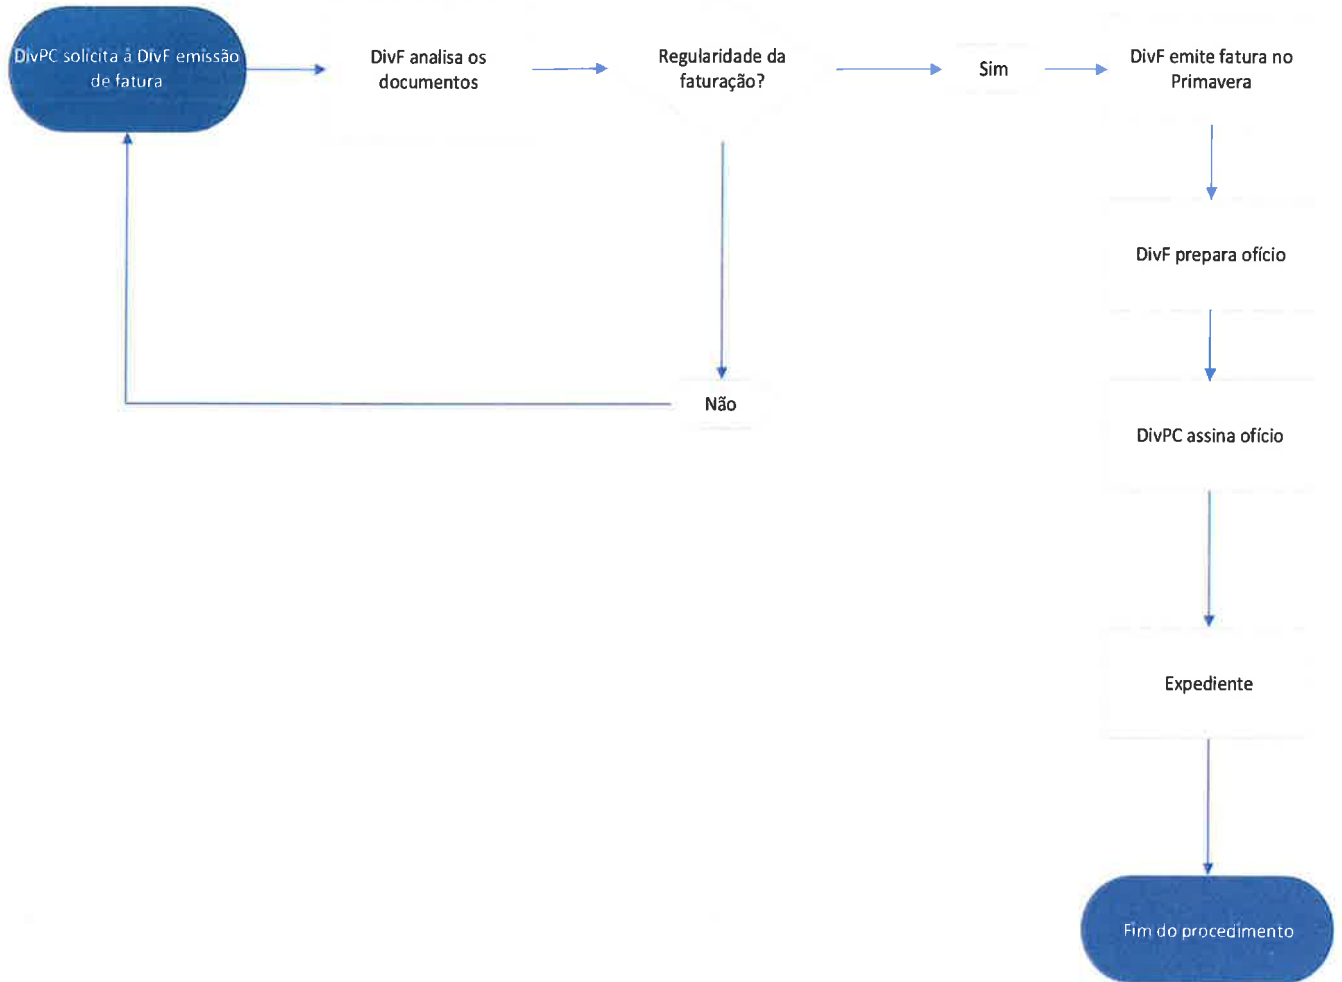 DivPC solicita à DivF emissão
de fatura
DivF analisa os
documentos
Regularidade da
faturação?
Sim
DivF emite fatura no
Primavera
DivF prepara ofício
Não
DivPC assina ofício
Expediente
Fim do procedimento